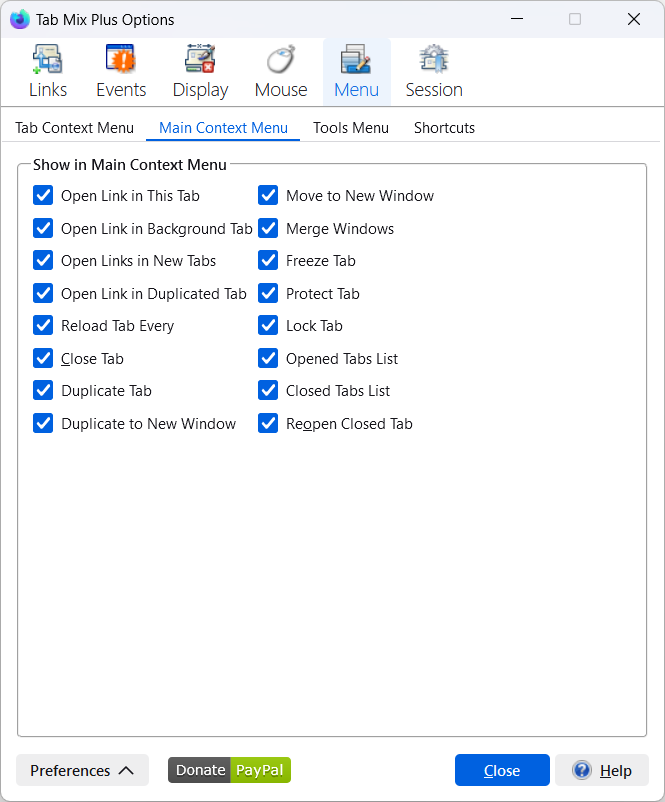 Tab Mix Plus Options
Links Events Display Mouse Menu Session
Tab Context Menu Main Context Menu Tools Menu Shortcuts
Show in Main Context Menu
Open Link in This Tab
Open Link in Background Tab
Open Links in New Tabs
Open Link in Duplicated Tab
Reload Tab Every
Close Tab
Duplicate Tab
Duplicate to New Window
Move to New Window
Merge Windows
Freeze Tab
Protect Tab
Lock Tab
Opened Tabs List
Closed Tabs List
Reopen Closed Tab
Preferences Donate PayPal Close Help